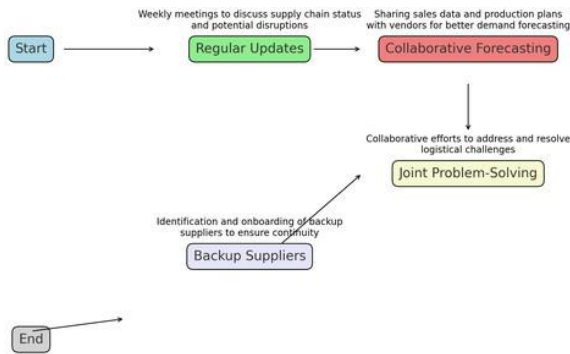 Weekly meetings to discuss supply chain status
and potential disruptions
Sharing sales data and production plans
with vendors for better demand forecasting
Start
Regular Updates
Collaborative Forecasting
Collaborative efforts to address and resolve
logistical challenges
Joint Problem-Solving
Identification and onboarding of backup
suppliers to ensure continuity
Backup Suppliers
End